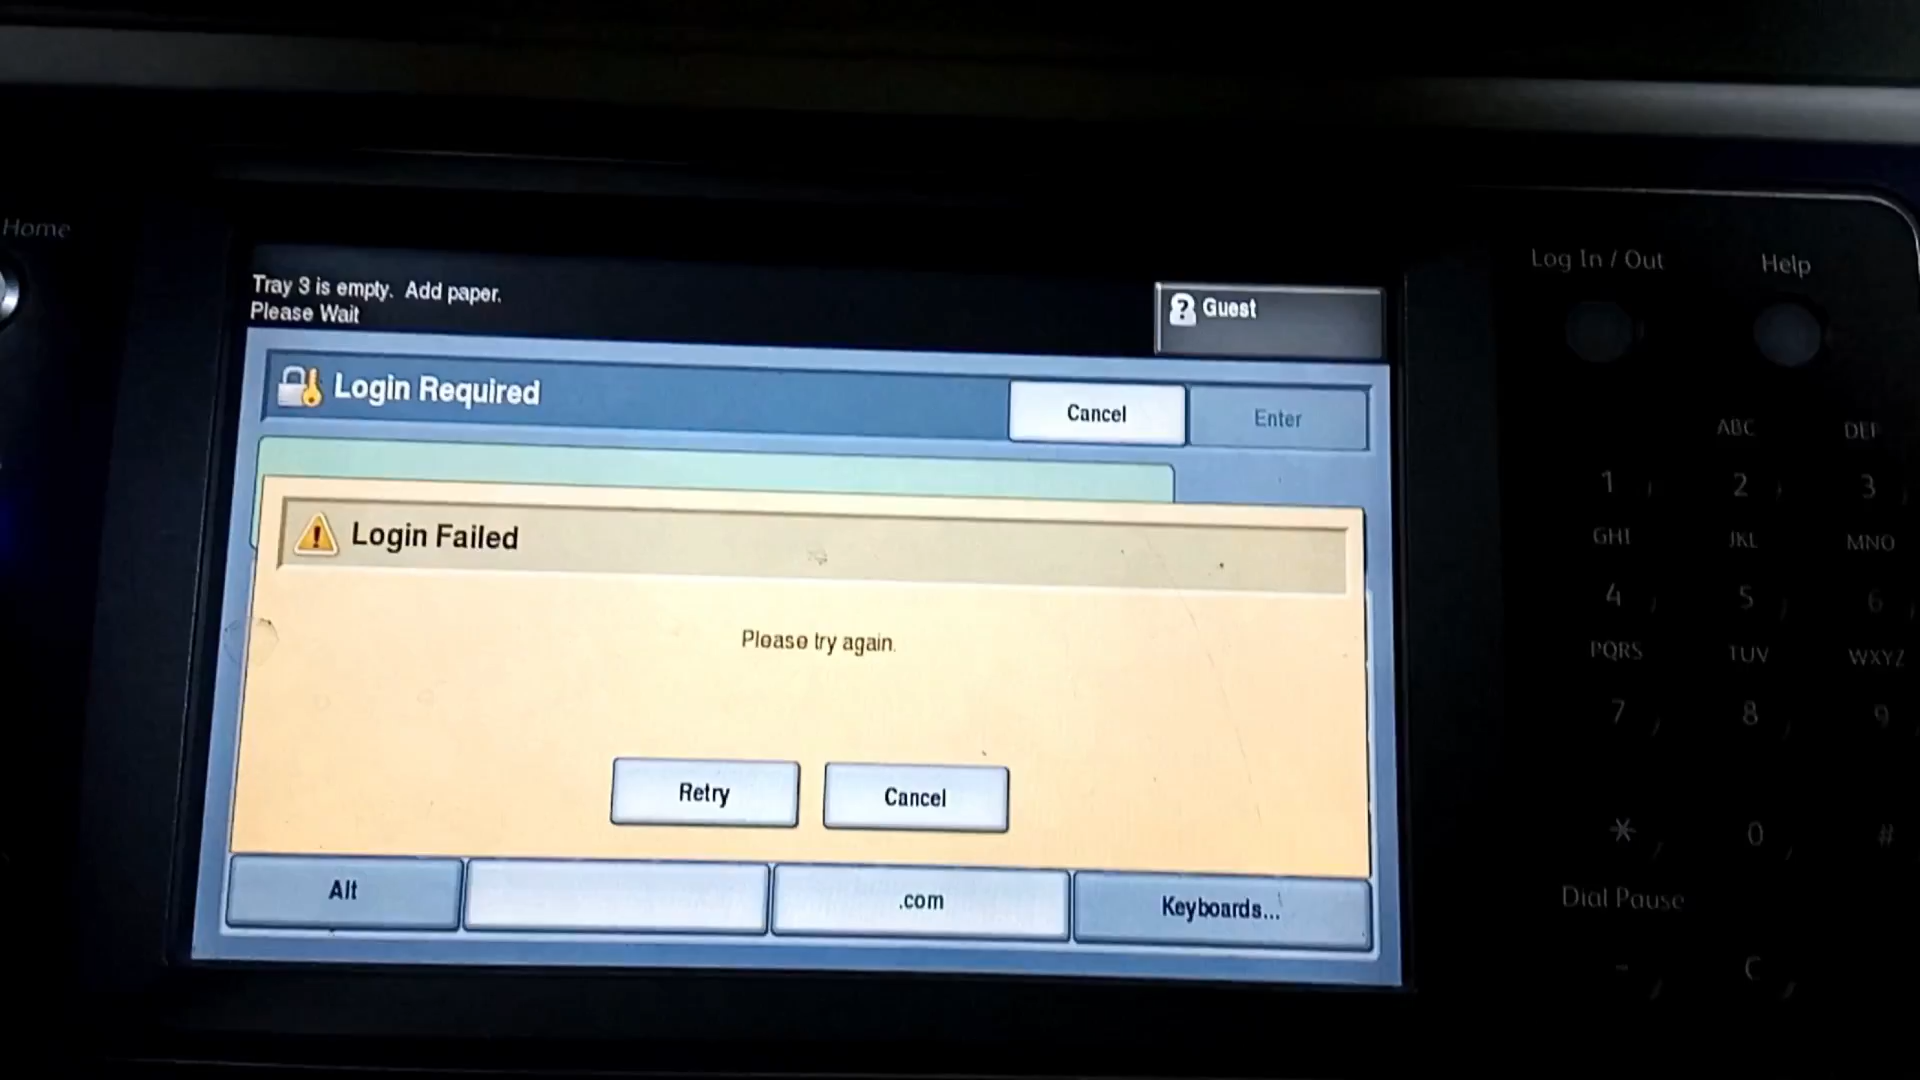 Home
Log In / Out
Help
Tray 3 is empty. Add paper.
Please Wait
Guest
Login Required
Cancel
Enter
Login Failed
Please try again.
Retry
Cancel
Alt
.com
Keyboards...
ABC
DEF
1
2
3
GHI
JKL
MNO
4
5
6
PQRS
TUV
WXYZ
7
8
9
*
0
#
Dial Pause
-
C